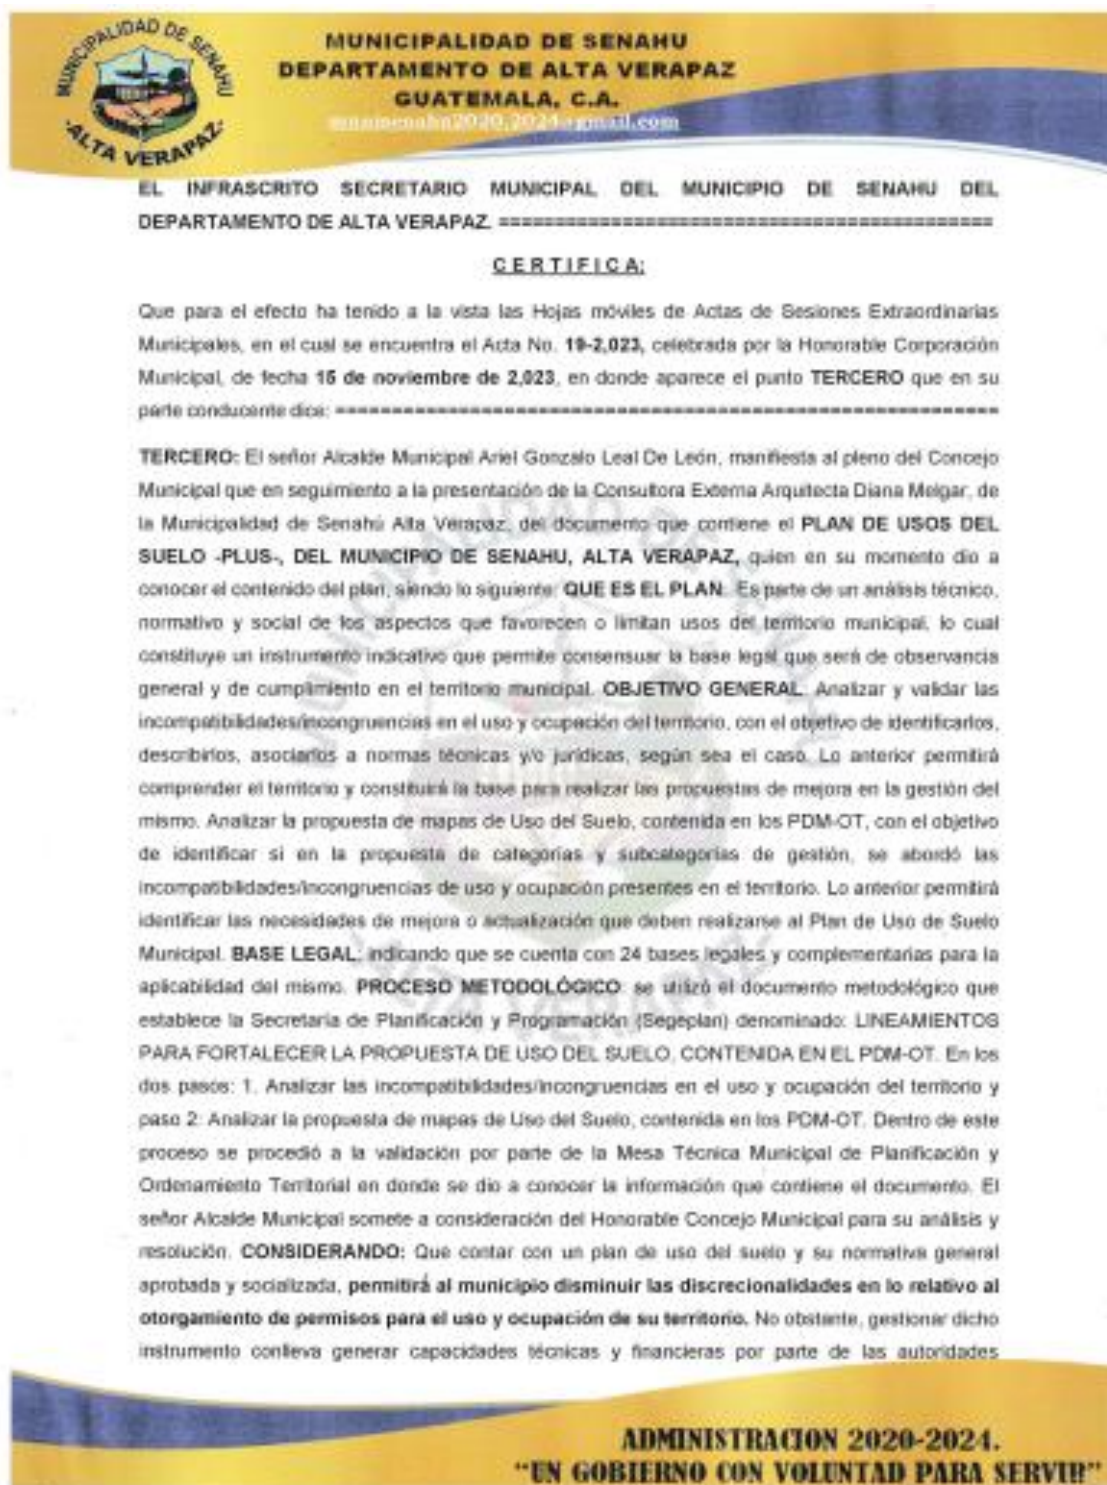 MUNICIPALIDAD DE SENAHU
-ALTA VERAPAZ-
MUNICIPALIDAD DE SENAHU
DEPARTAMENTO DE ALTA VERAPAZ
GUATEMALA, C.A.
EL INFRASCRITO SECRETARIO MUNICIPAL DEL MUNICIPIO DE SENAHU DEL
DEPARTAMENTO DE ALTA VERAPAZ. =============================================
CERTIFICA:
Que para el efecto ha tenido a la vista las Hojas móviles de Actas de Sesiones Extraordinarias
Municipales, en el cual se encuentra el Acta No. 19-2,023, celebrada por la Honorable Corporación
Municipal, de fecha 15 de noviembre de 2,023, en donde aparece el punto TERCERO que en su
parte conducente dice: ============================================================
TERCERO: El señor Alcalde Municipal Ariel Gonzalo Leal De León, manifiesta al pleno del Concejo
Municipal que en seguimiento a la presentación de la Consultora Externa Arquitecta Diana Melgar, de
la Municipalidad de Senahú Alta Verapaz, del documento que contiene el PLAN DE USOS DEL
SUELO -PLUS-, DEL MUNICIPIO DE SENAHU, ALTA VERAPAZ, quien en su momento dio a
conocer el contenido del plan, siendo lo siguiente: QUE ES EL PLAN: Es parte de un análisis técnico,
normativo y social de los aspectos que favorecen o limitan usos del territorio municipal, lo cual
constituye un instrumento indicativo que permite consensuar la base legal que será de observancia
general y de cumplimiento en el territorio municipal. OBJETIVO GENERAL: Analizar y validar las
incompatibilidades/incongruencias en el uso y ocupación del territorio, con el objetivo de identificarlos,
describirlos, asociarlos a normas técnicas y/o jurídicas, según sea el caso. Lo anterior permitirá
comprender el territorio y constituirá la base para realizar las propuestas de mejora en la gestión del
mismo. Analizar la propuesta de mapas de Uso del Suelo, contenida en los PDM-OT, con el objetivo
de identificar si en la propuesta de categorías y subcategorías de gestión, se abordó las
incompatibilidades/incongruencias de uso y ocupación presentes en el territorio. Lo anterior permitirá
identificar las necesidades de mejora o actualización que deben realizarse al Plan de Uso de Suelo
Municipal. BASE LEGAL: indicando que se cuenta con 24 bases legales y complementarias para la
aplicabilidad del mismo. PROCESO METODOLÓGICO: se utilizó el documento metodológico que
establece la Secretaria de Planificación y Programación (Segeplan) denominado: LINEAMIENTOS
PARA FORTALECER LA PROPUESTA DE USO DEL SUELO, CONTENIDA EN EL PDM-OT. En los
dos pasos: 1. Analizar las incompatibilidades/incongruencias en el uso y ocupación del territorio y
paso 2: Analizar la propuesta de mapas de Uso del Suelo, contenida en los PDM-OT. Dentro de este
proceso se procedió a la validación por parte de la Mesa Técnica Municipal de Planificación y
Ordenamiento Territorial en donde se dio a conocer la información que contiene el documento. El
señor Alcalde Municipal somete a consideración del Honorable Concejo Municipal para su análisis y
resolución. CONSIDERANDO: Que contar con un plan de uso del suelo y su normativa general
aprobada y socializada, permitirá al municipio disminuir las discrecionalidades en lo relativo al
otorgamiento de permisos para el uso y ocupación de su territorio. No obstante, gestionar dicho
instrumento conlleva generar capacidades técnicas y financieras por parte de las autoridades
ADMINISTRACION 2020-2024.
"UN GOBIERNO CON VOLUNTAD PARA SERVIR"